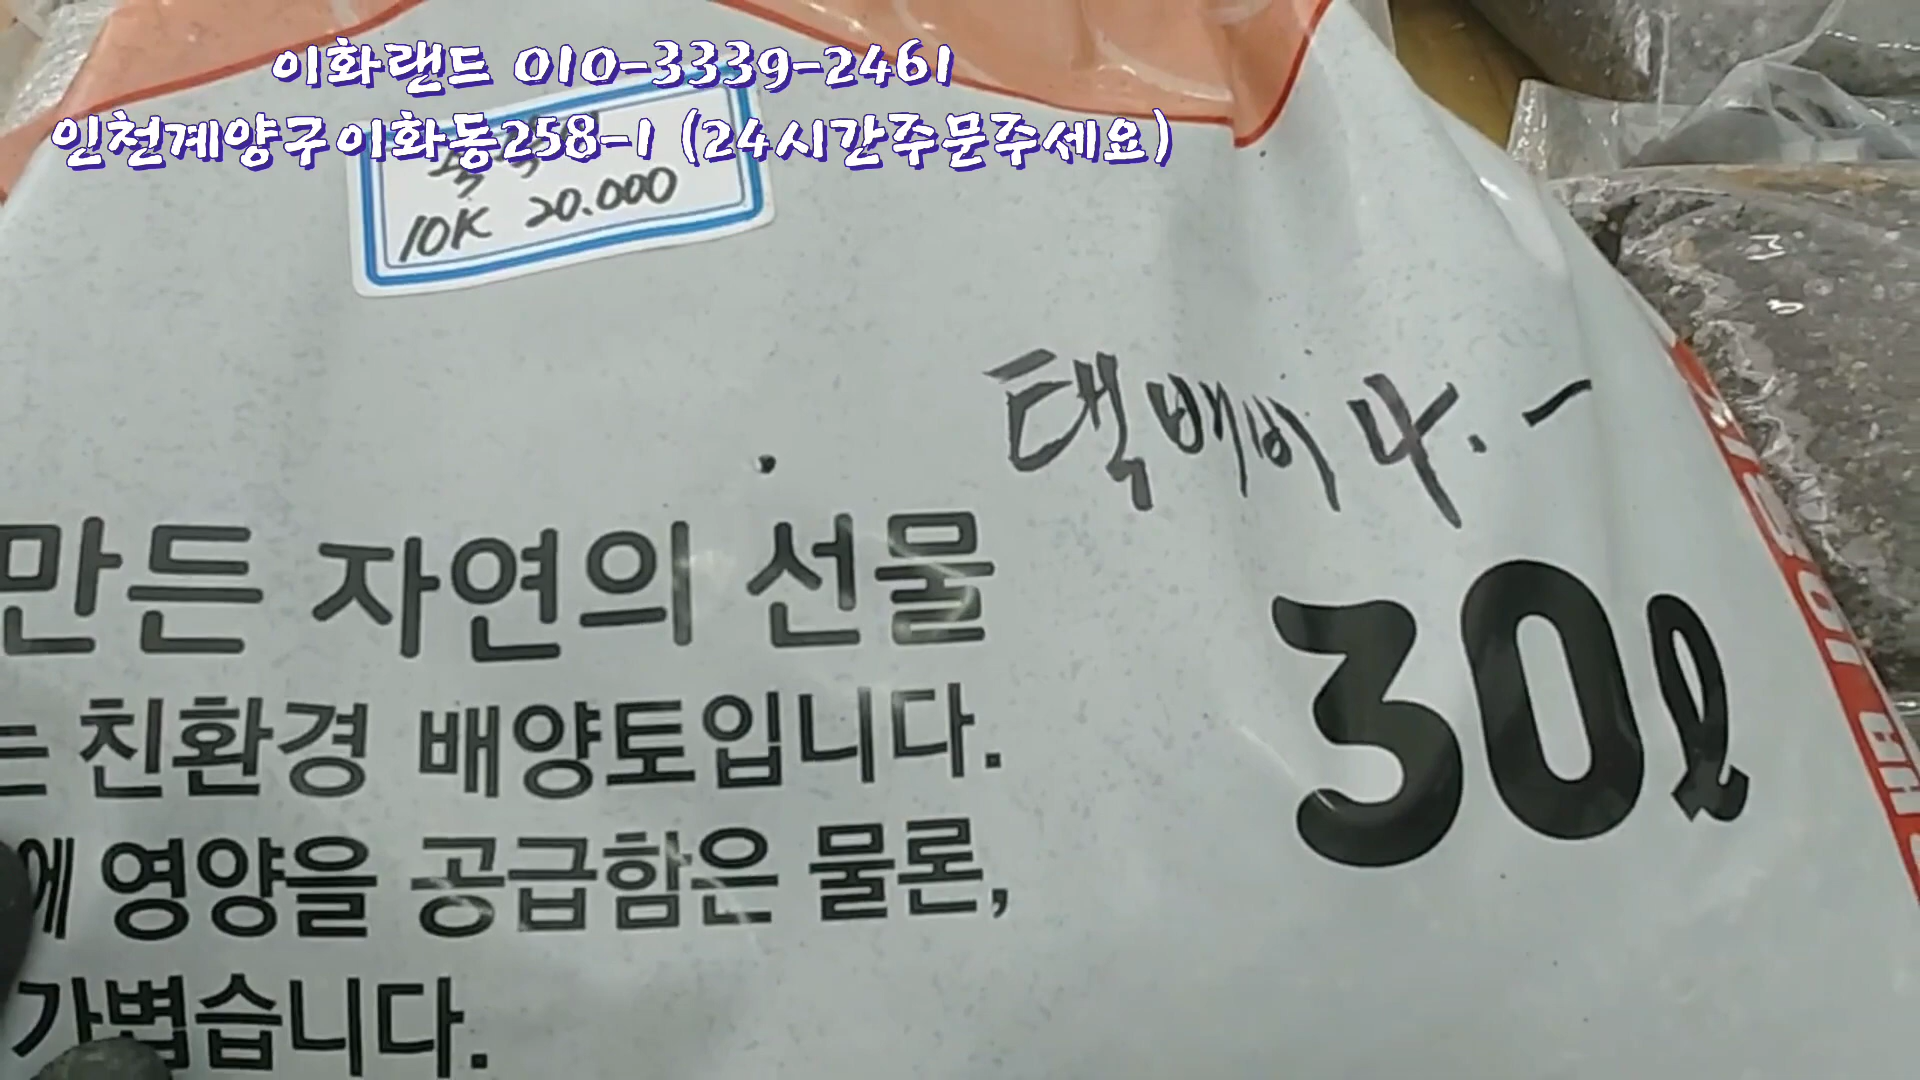 이화랜드 010-3339-2461
인천계양구이화동258-1 (24시간주문주세요)
10K 20.000
택배비 4.-
만든 자연의 선물
30ℓ
는 친환경 배양토입니다.
에 영양을 공급함은 물론,
가볍습니다.